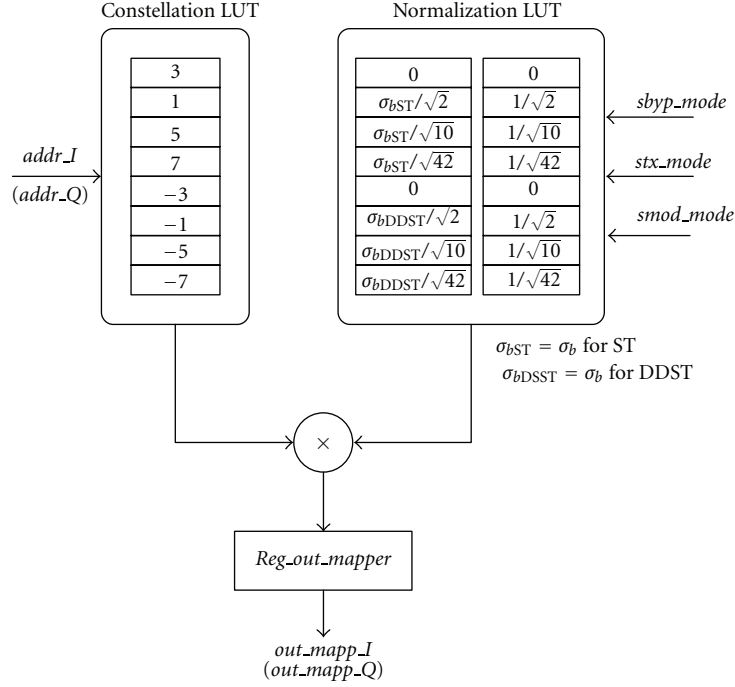 Constellation LUT
Normalization LUT
3
1
5
7
−3
−1
−5
−7
0
σbST/√2
σbST/√10
σbST/√42
0
σbDDST/√2
σbDDST/√10
σbDDST/√42
0
1/√2
1/√10
1/√42
0
1/√2
1/√10
1/√42
addr_I
(addr_Q)
sbyp_mode
stx_mode
smod_mode
σbST = σb for ST
σbDSST = σb for DDST
×
Reg_out_mapper
out_mapp_I
(out_mapp_Q)